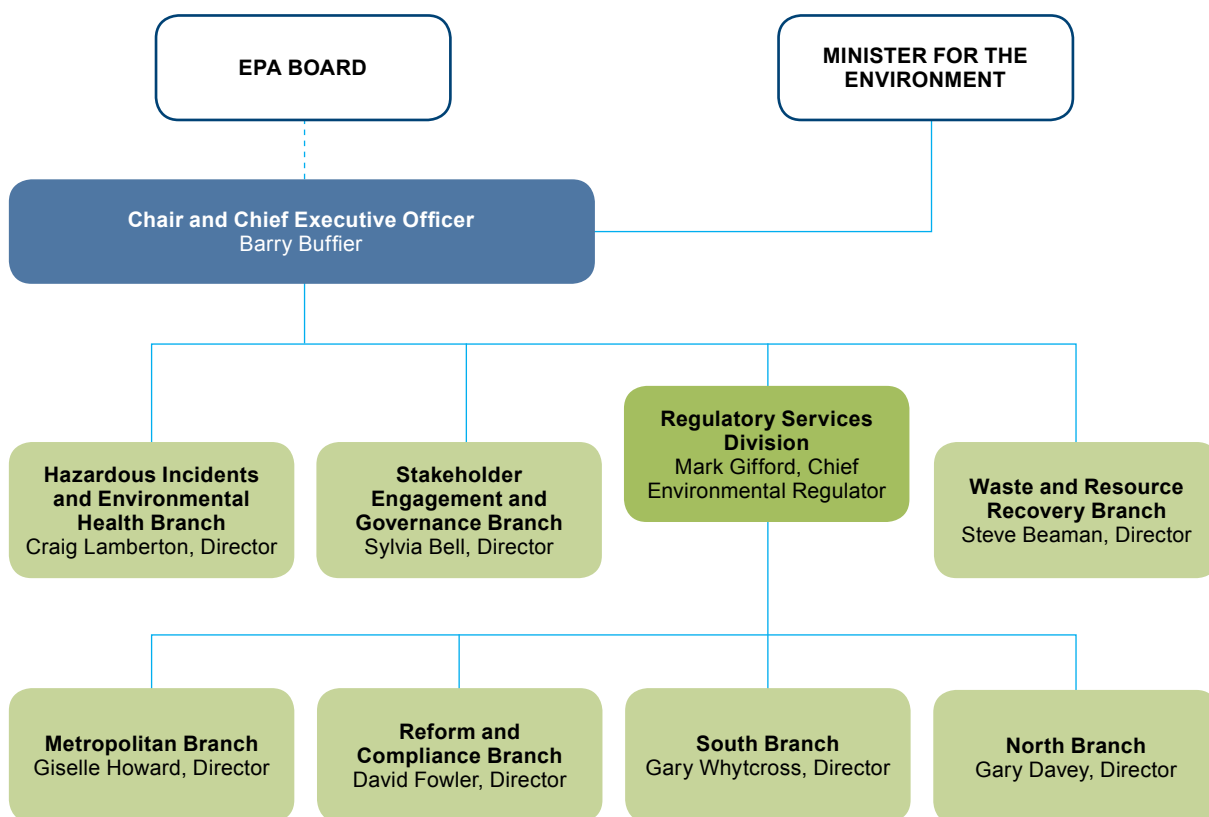 EPA BOARD
MINISTER FOR THE
ENVIRONMENT
Chair and Chief Executive Officer
Barry Buffier
Hazardous Incidents
and Environmental
Health Branch
Craig Lamberton, Director
Stakeholder
Engagement and
Governance Branch
Sylvia Bell, Director
Regulatory Services
Division
Mark Gifford, Chief
Environmental Regulator
Waste and Resource
Recovery Branch
Steve Beaman, Director
Metropolitan Branch
Giselle Howard, Director
Reform and
Compliance Branch
David Fowler, Director
South Branch
Gary Whytcross, Director
North Branch
Gary Davey, Director